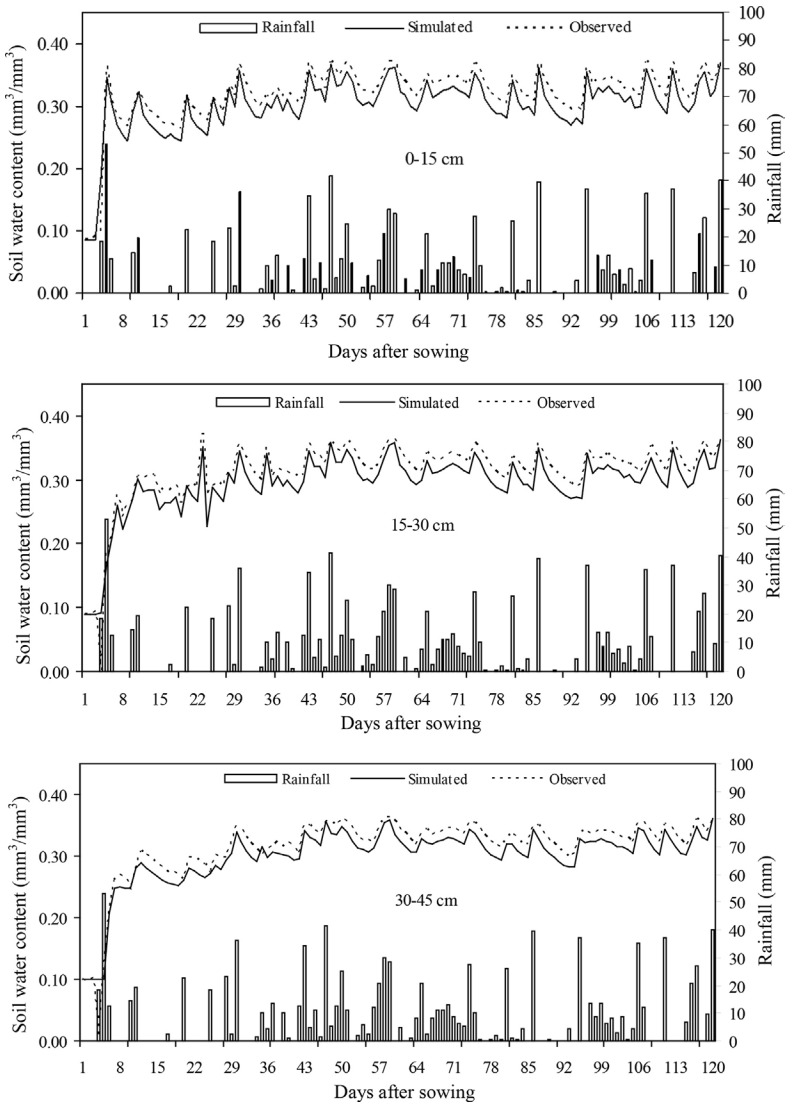 Rainfall Simulated Observed
Soil water content (mm³/mm³)
0.40
0.30
0.20
0.10
0.00
0-15 cm
100
90
80
70
60
50
40
30
20
10
0
Rainfall (mm)
1 8 15 22 29 36 43 50 57 64 71 78 85 92 99 106 113 120
Days after sowing
Rainfall Simulated Observed
Soil water content (mm³/mm³)
0.40
0.30
0.20
0.10
0.00
15-30 cm
100
90
80
70
60
50
40
30
20
10
0
Rainfall (mm)
1 8 15 22 29 36 43 50 57 64 71 78 85 92 99 106 113 120
Days after sowing
Rainfall Simulated Observed
Soil water content (mm³/mm³)
0.40
0.30
0.20
0.10
0.00
30-45 cm
100
90
80
70
60
50
40
30
20
10
0
Rainfall (mm)
1 8 15 22 29 36 43 50 57 64 71 78 85 92 99 106 113 120
Days after sowing